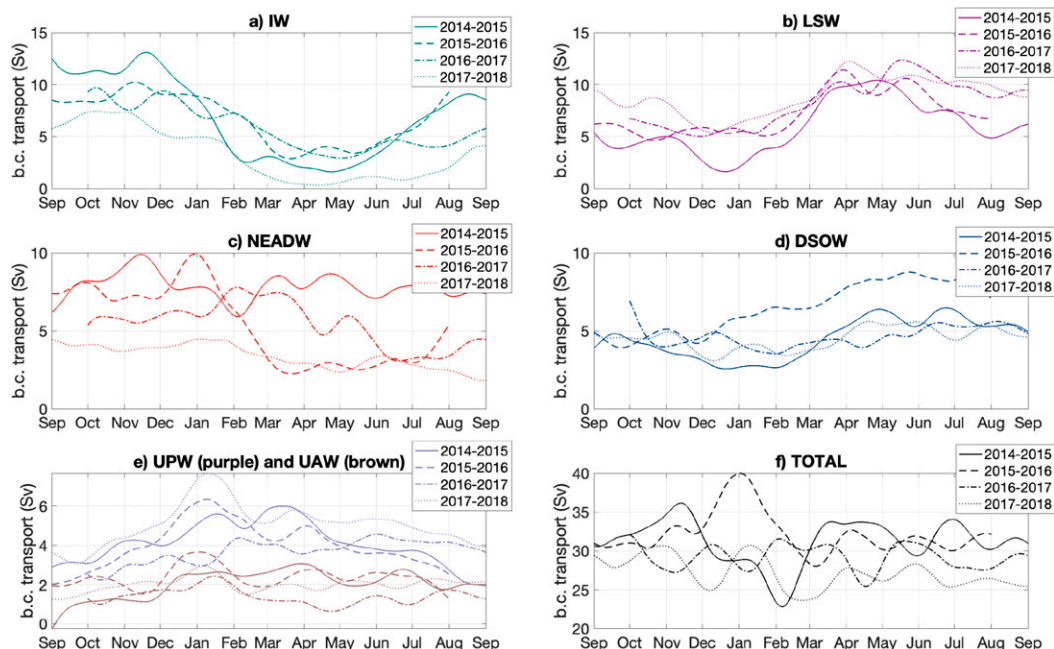 a) IW
2014-2015
2015-2016
2016-2017
2017-2018
b.c. transport (Sv)
15
10
5
0
Sep Oct Nov Dec Jan Feb Mar Apr May Jun Jul Aug Sep
b) LSW
2014-2015
2015-2016
2016-2017
2017-2018
b.c. transport (Sv)
15
10
5
0
Sep Oct Nov Dec Jan Feb Mar Apr May Jun Jul Aug Sep
c) NEADW
2014-2015
2015-2016
2016-2017
2017-2018
b.c. transport (Sv)
10
5
0
Sep Oct Nov Dec Jan Feb Mar Apr May Jun Jul Aug Sep
d) DSOW
2014-2015
2015-2016
2016-2017
2017-2018
b.c. transport (Sv)
10
5
0
Sep Oct Nov Dec Jan Feb Mar Apr May Jun Jul Aug Sep
e) UPW (purple) and UAW (brown)
2014-2015
2015-2016
2016-2017
2017-2018
b.c. transport (Sv)
6
4
2
0
Sep Oct Nov Dec Jan Feb Mar Apr May Jun Jul Aug Sep
f) TOTAL
2014-2015
2015-2016
2016-2017
2017-2018
b.c. transport (Sv)
40
35
30
25
20
Sep Oct Nov Dec Jan Feb Mar Apr May Jun Jul Aug Sep